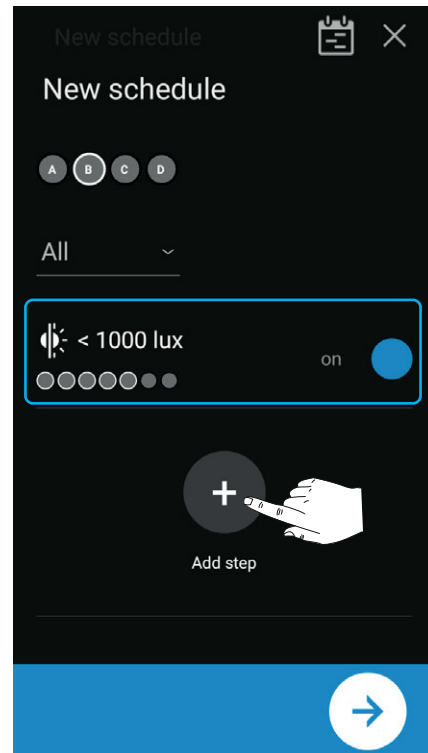 New schedule
New schedule
A B C D
All
< 1000 lux
on
+
Add step